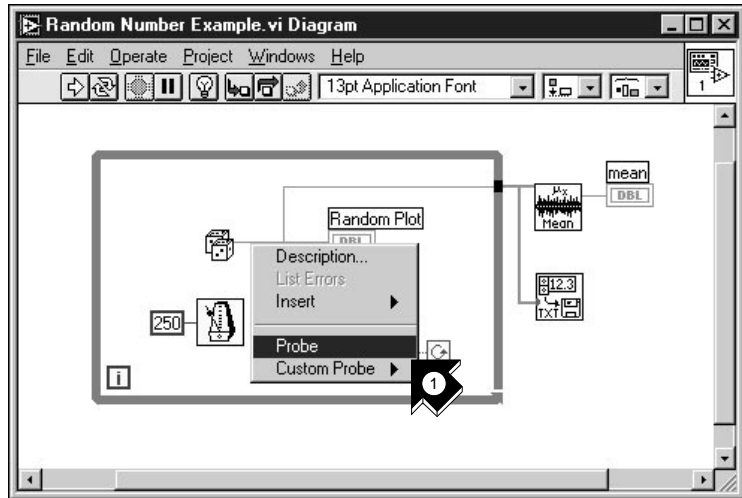 Random Number Example.vi Diagram
File Edit Operate Project Windows Help
13pt Application Font
1
mean
DBL
μx
Mean
Random Plot
DBL
Description...
List Errors
Insert
12.3
TXT
250
Probe
Custom Probe
1
i